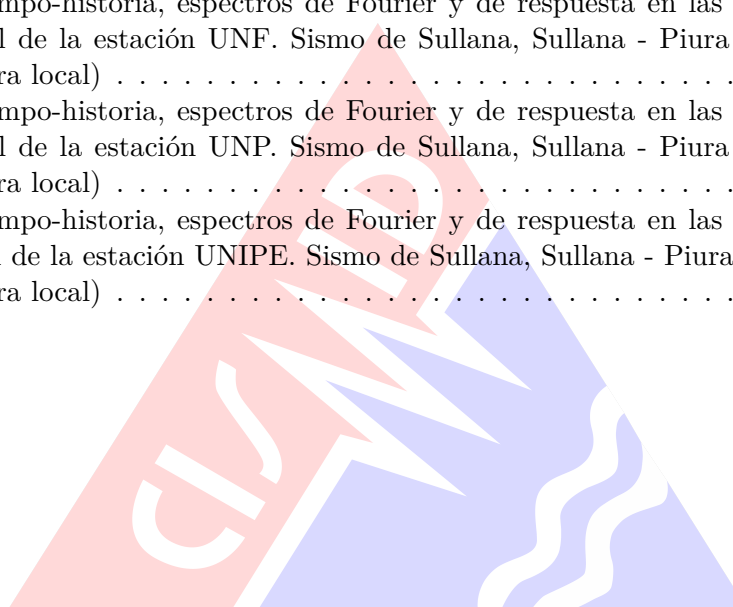 mpo-historia, espectros de Fourier y de respuesta en las
l de la estación UNF. Sismo de Sullana, Sullana - Piura
ra local) . . . . . . . . . . . . . . . . . . . . . . . . . . . . . . . . .
mpo-historia, espectros de Fourier y de respuesta en las
l de la estación UNP. Sismo de Sullana, Sullana - Piura
ra local) . . . . . . . . . . . . . . . . . . . . . . . . . . . . . . . . .
mpo-historia, espectros de Fourier y de respuesta en las
de la estación UNIPE. Sismo de Sullana, Sullana - Piura
ra local) . . . . . . . . . . . . . . . . . . . . . . . . . . . . . . . . .
CISMID